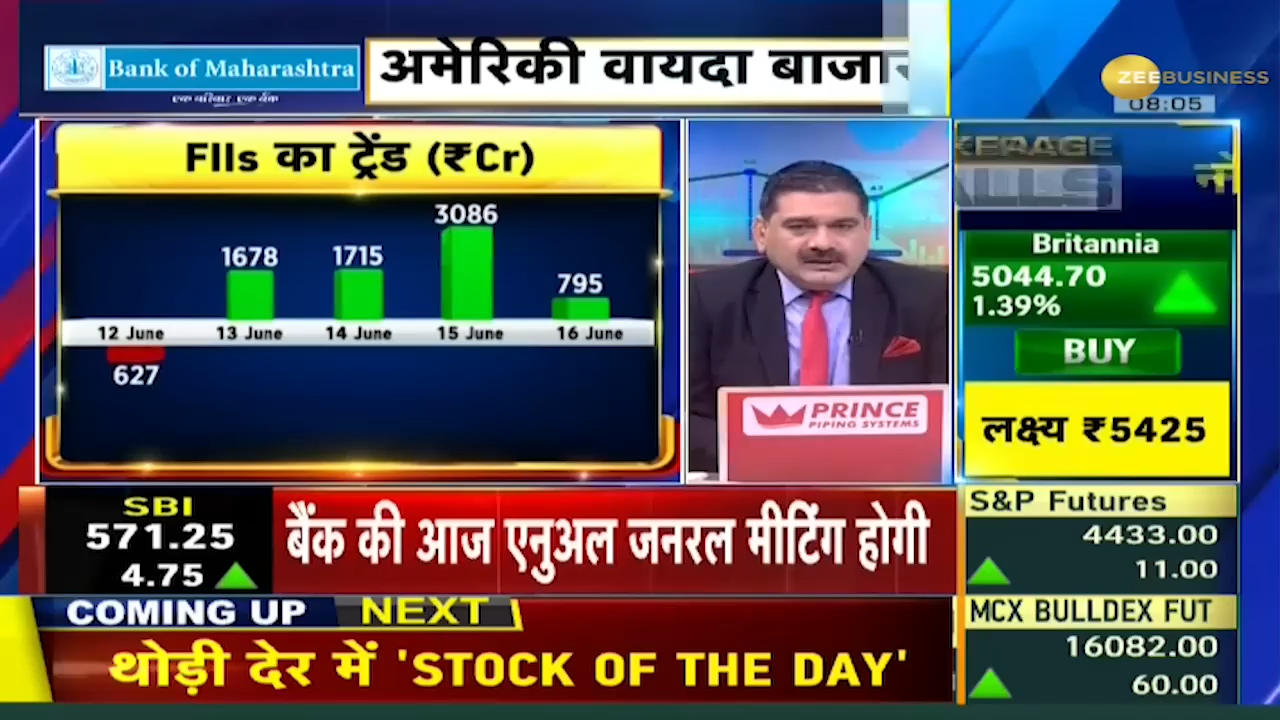 Bank of Maharashtra
एक परिवार एक बैंक
अमेरिकी वायदा बाजार
ZEEBUSINESS
08:05
FIIs का ट्रेंड (₹Cr)
3086
1678
1715
795
12 June
13 June
14 June
15 June
16 June
627
PRINCE
PIPING SYSTEMS
Britannia
5044.70
1.39%
BUY
लक्ष्य ₹5425
SBI
571.25
4.75
बैंक की आज एनुअल जनरल मीटिंग होगी
S&P Futures
4433.00
11.00
COMING UP NEXT
थोड़ी देर में 'STOCK OF THE DAY'
MCX BULLDEX FUT
16082.00
60.00